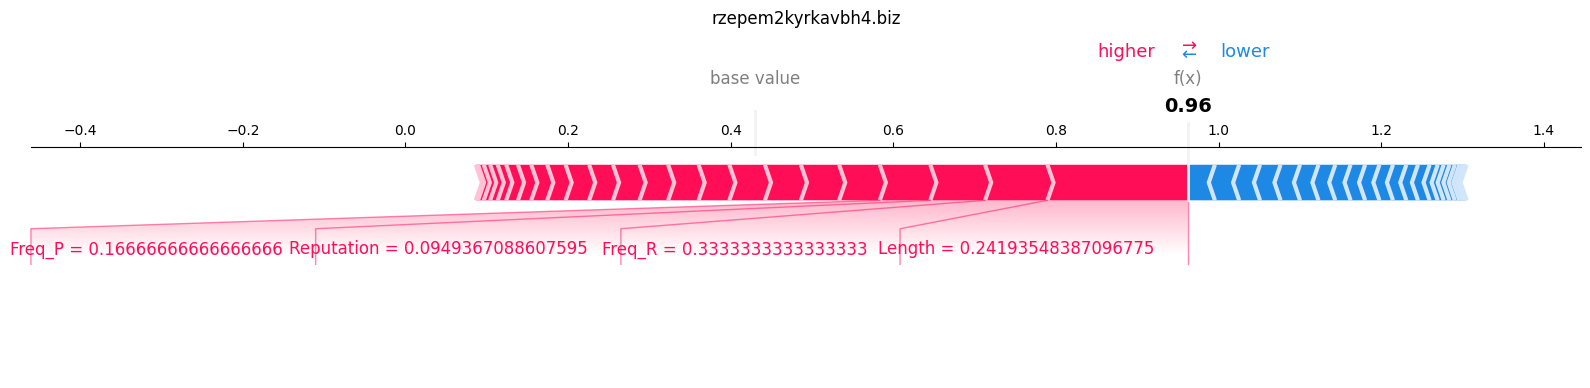 rzepem2kyrkavbh4.biz
higher ⇄ lower
base value f(x)
0.96
−0.4 −0.2 0.0 0.2 0.4 0.6 0.8 1.0 1.2 1.4
Freq_P = 0.16666666666666666 Reputation = 0.0949367088607595 Freq_R = 0.3333333333333333 Length = 0.24193548387096775